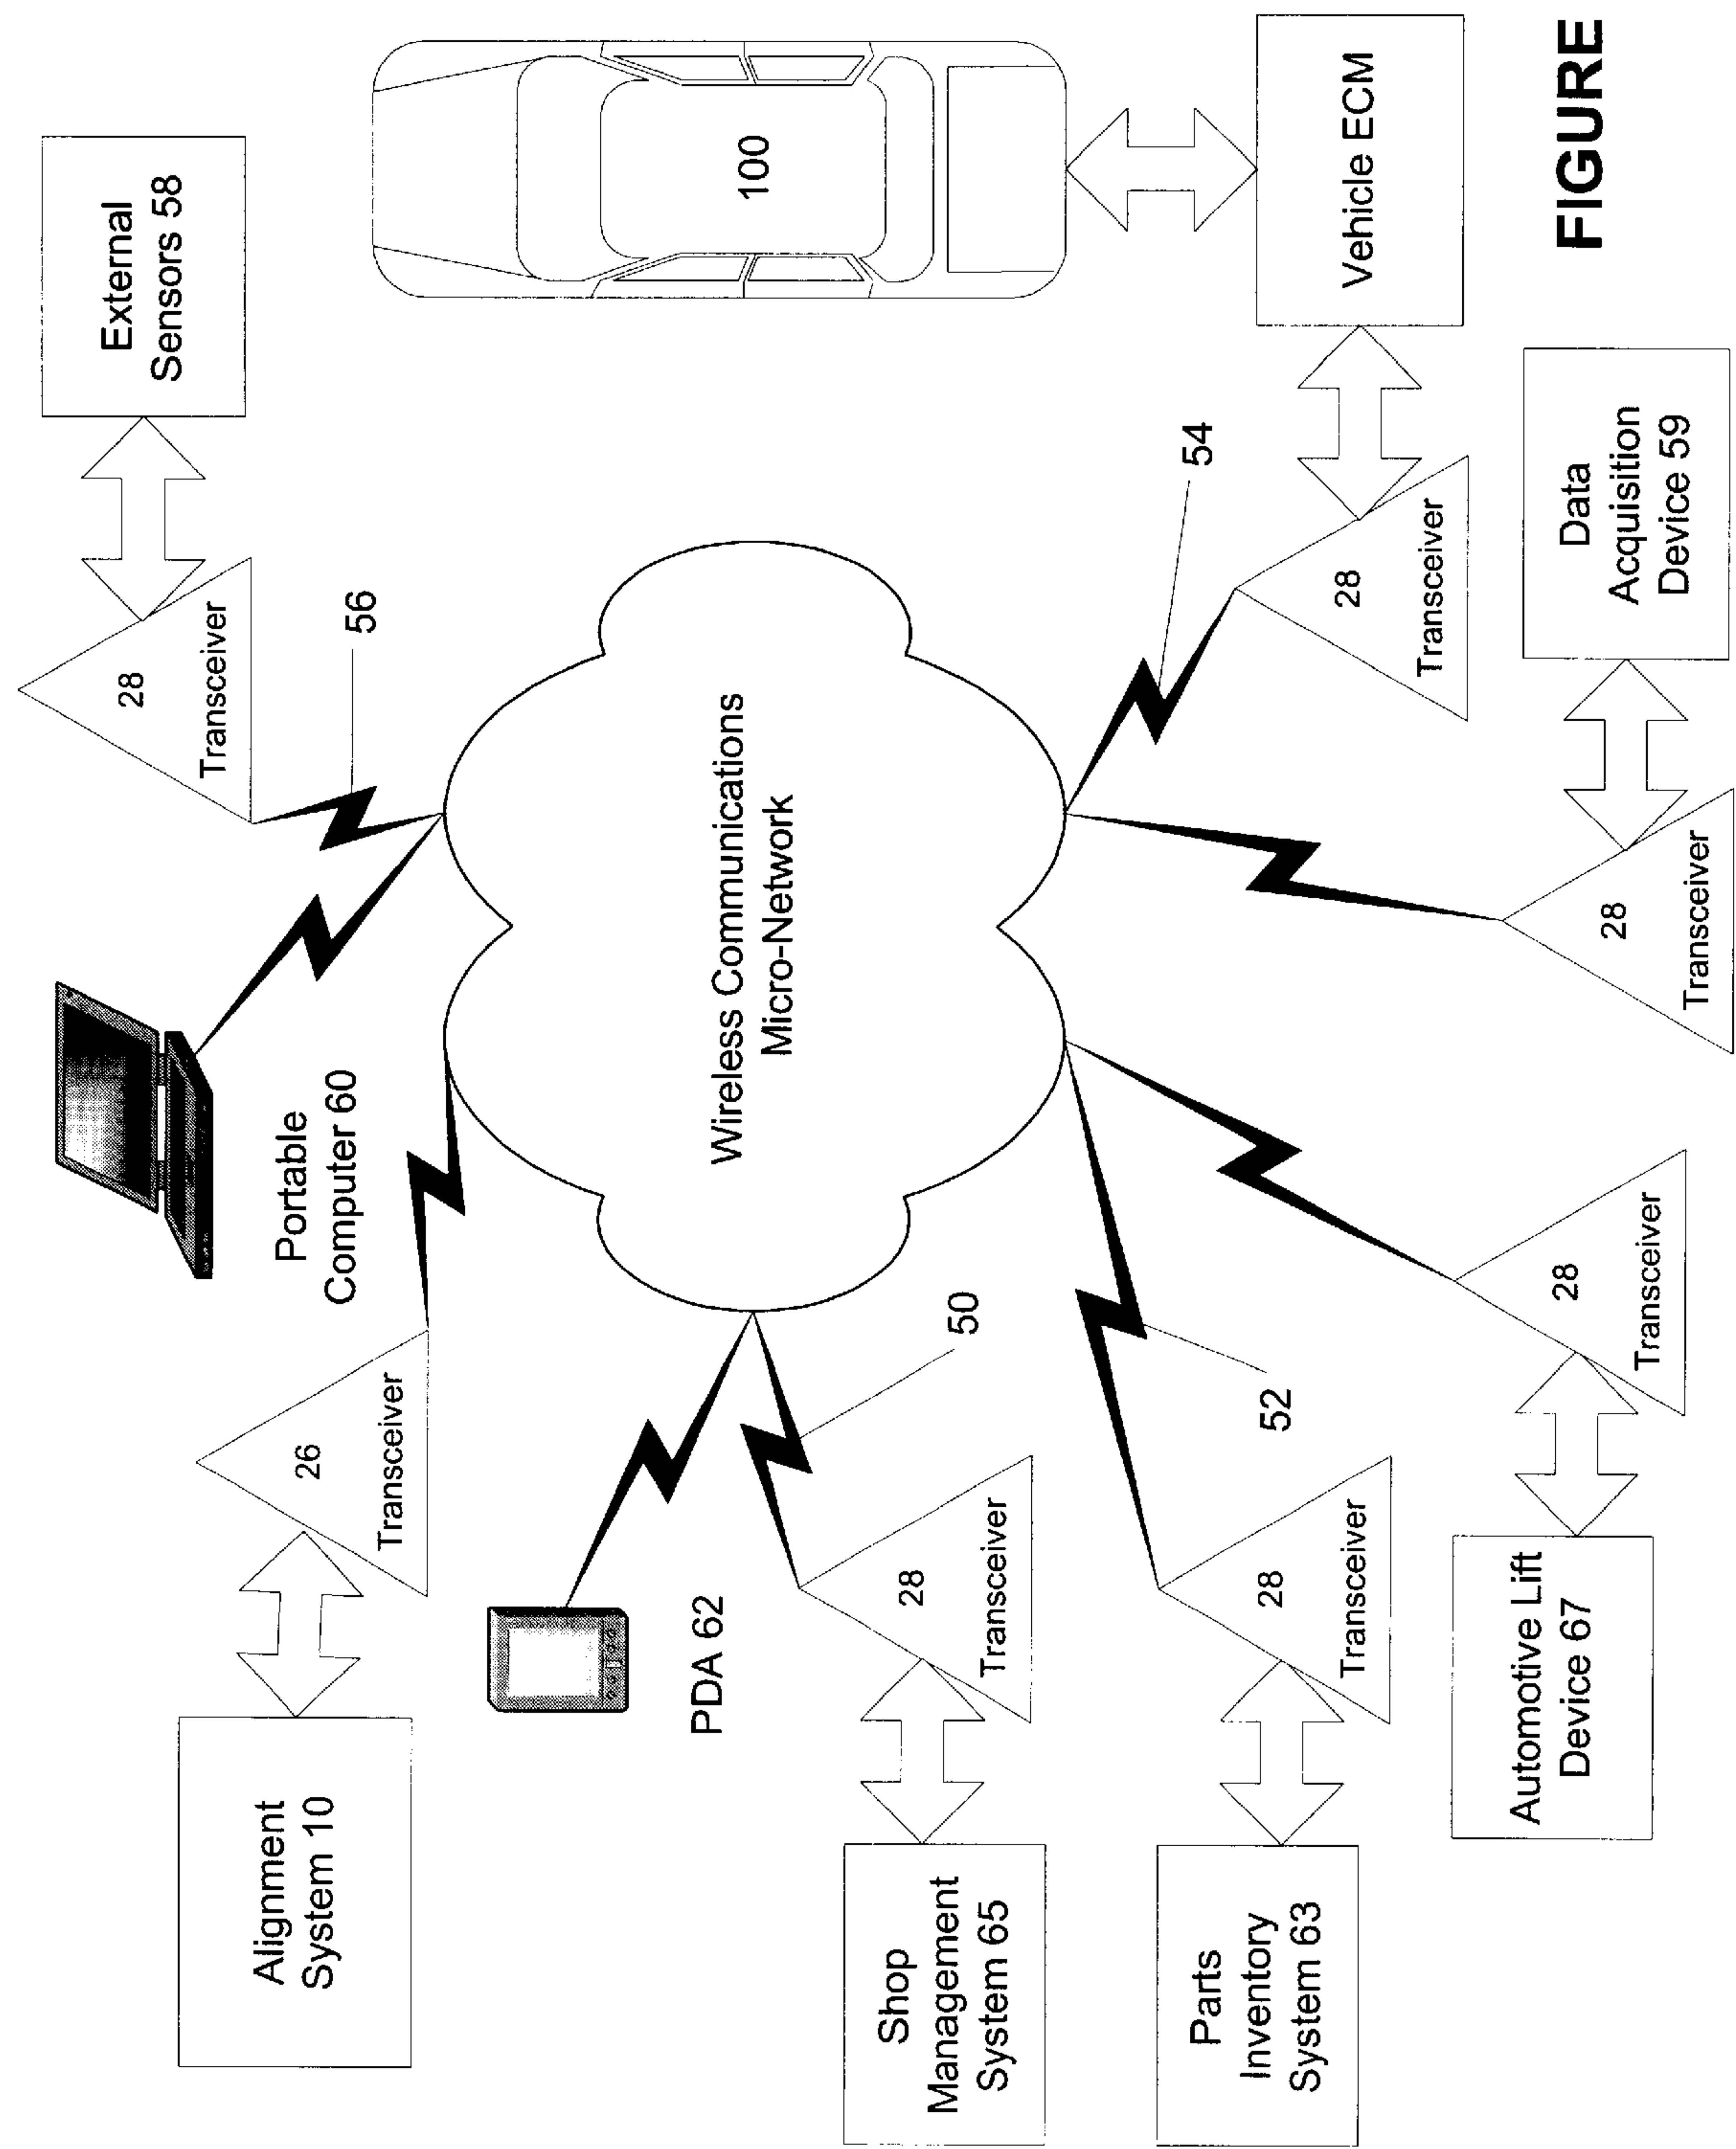 Alignment
System 10
26
Transceiver
Portable
Computer 60
56
28
Transceiver
External
Sensors 58
PDA 62
Shop
Management
System 65
28
Transceiver
50
Wireless Communications
Micro-Network
100
Parts
Inventory
System 63
28
Transceiver
52
54
28
Transceiver
Vehicle ECM
Automotive Lift
Device 67
28
Transceiver
28
Transceiver
Data
Acquisition
Device 59
FIGURE